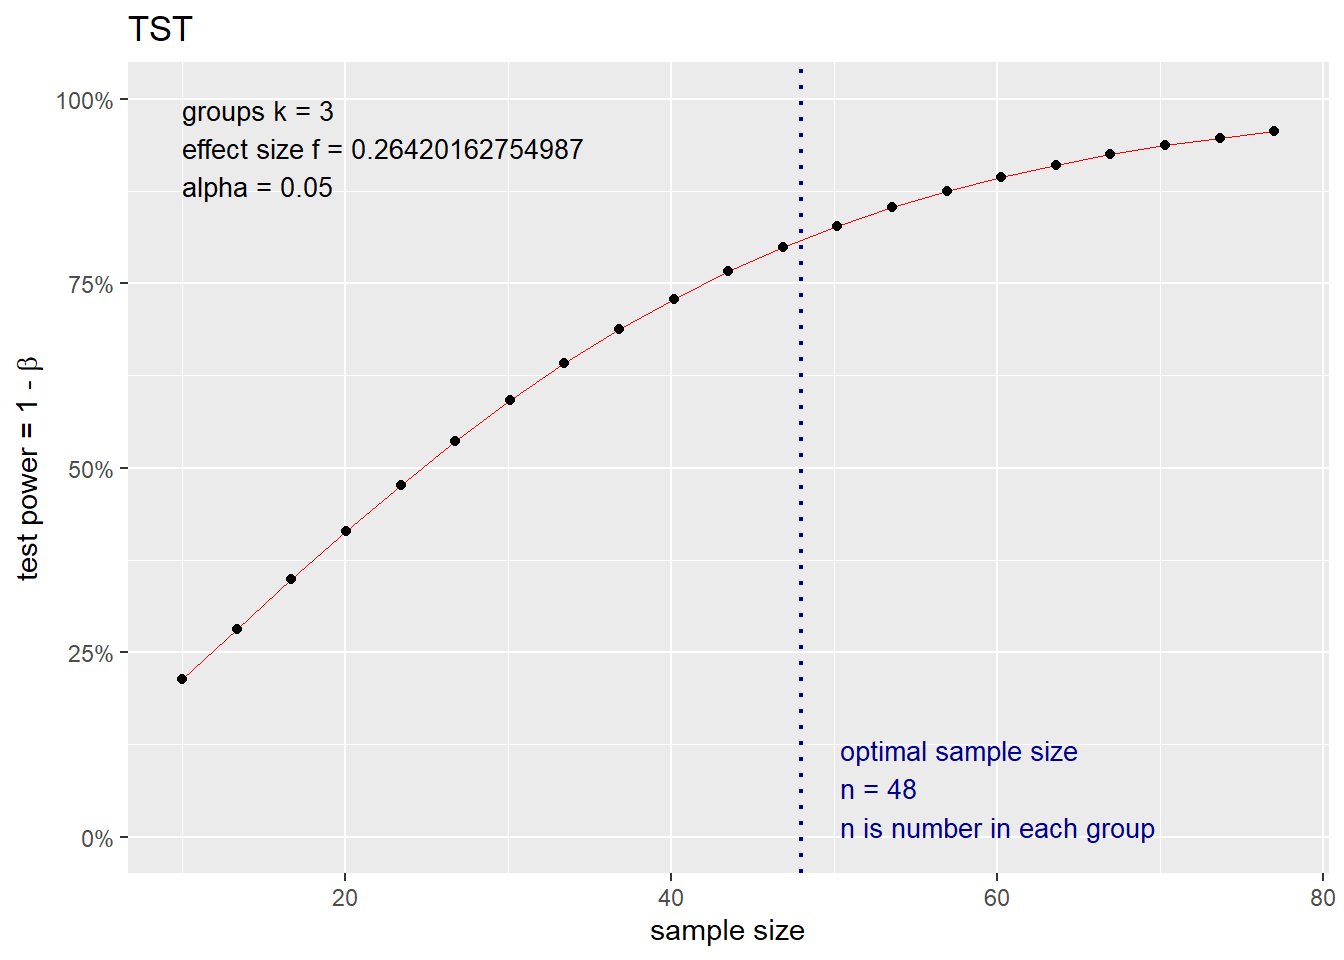 TST
100%
75%
50%
25%
0%
test power = 1 - β
groups k = 3
effect size f = 0.26420162754987
alpha = 0.05
optimal sample size
n = 48
n is number in each group
20
40
60
80
sample size